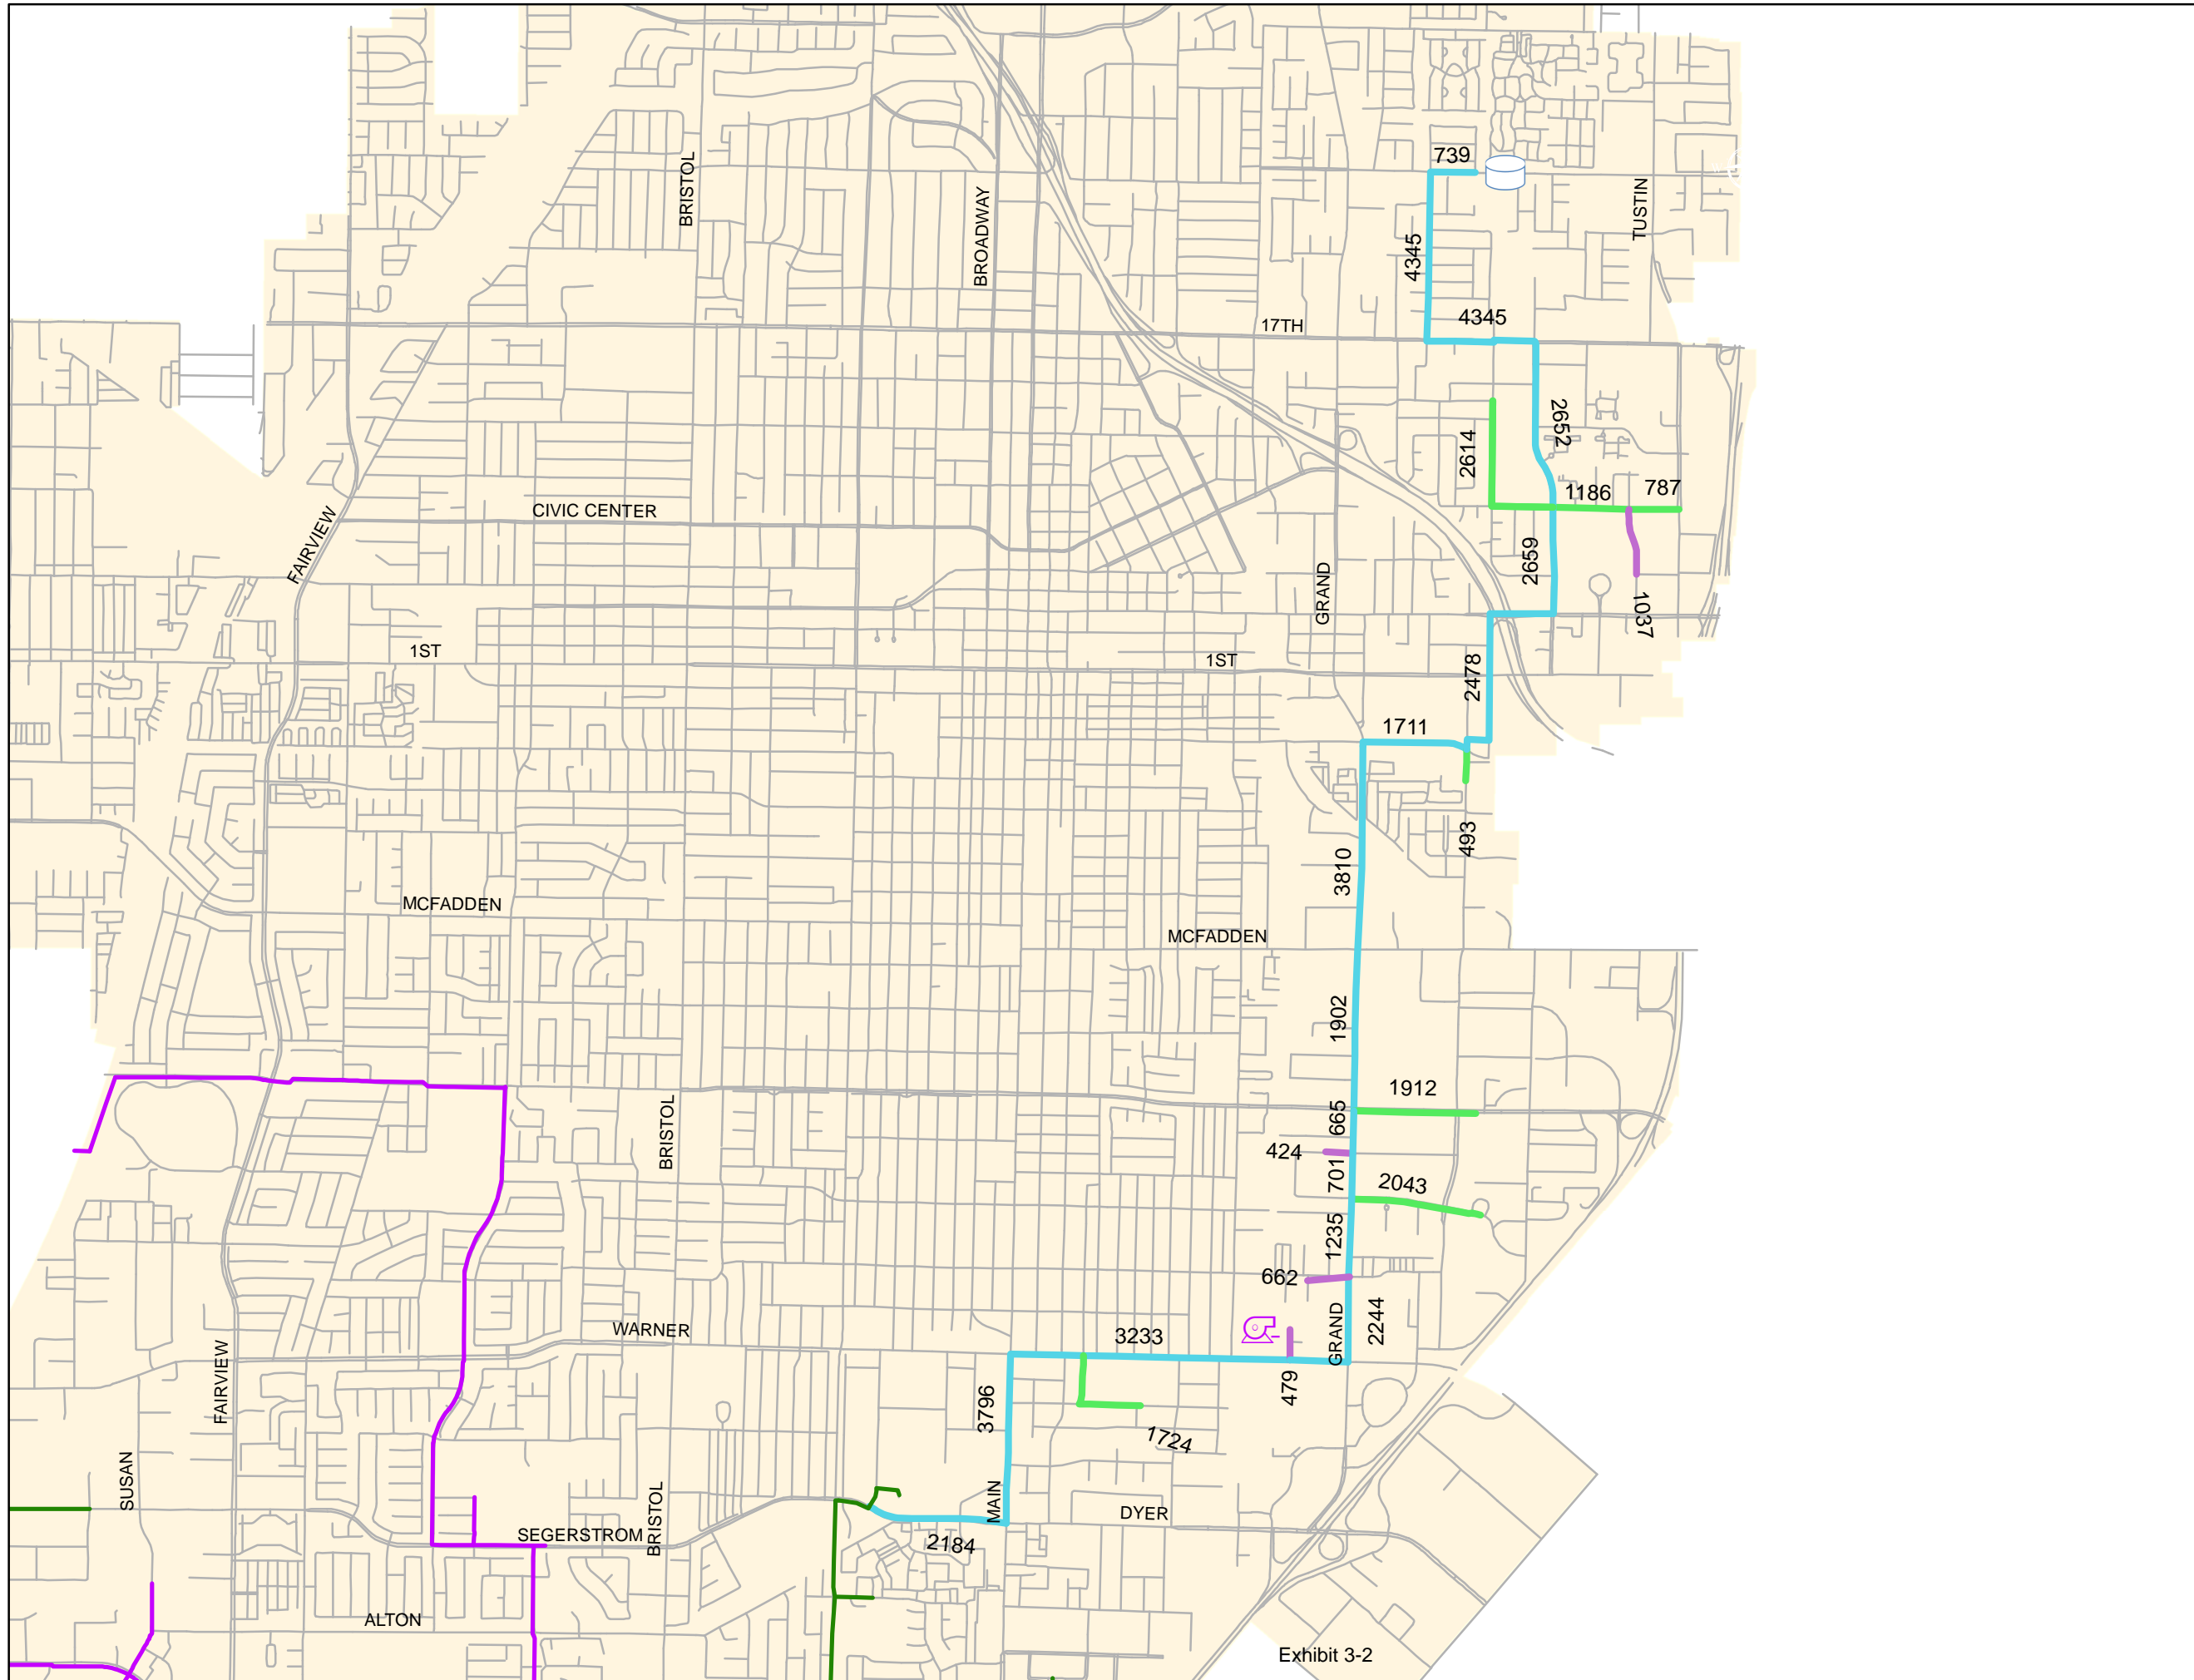 739
BRISTOL
TUSTIN
BROADWAY
4345
4345
17TH
2652
2614
1186
787
CIVIC CENTER
FAIRVIEW
2659
GRAND
1037
1ST
1ST
2478
1711
493
3810
MCFADDEN
MCFADDEN
1902
1912
665
BRISTOL
424
701
2043
1235
662
2244
GRAND
WARNER
3233
FAIRVIEW
479
3796
1724
SUSAN
MAIN
BRISTOL
DYER
SEGERSTROM
2184
ALTON
Exhibit 3-2